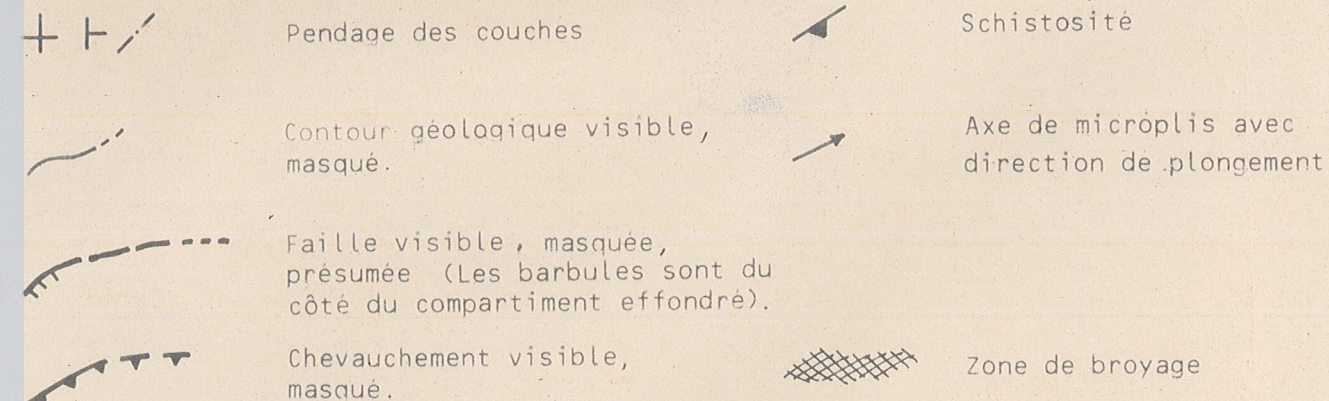 Pendage des couches
Contour géologique visible,
masqué.
Faille visible, masquée,
présumée (Les barbules sont du
côté du compartiment effondré).
Chevauchement visible,
masqué.
Schistosité
Axe de microplis avec
direction de plongement
Zone de broyage